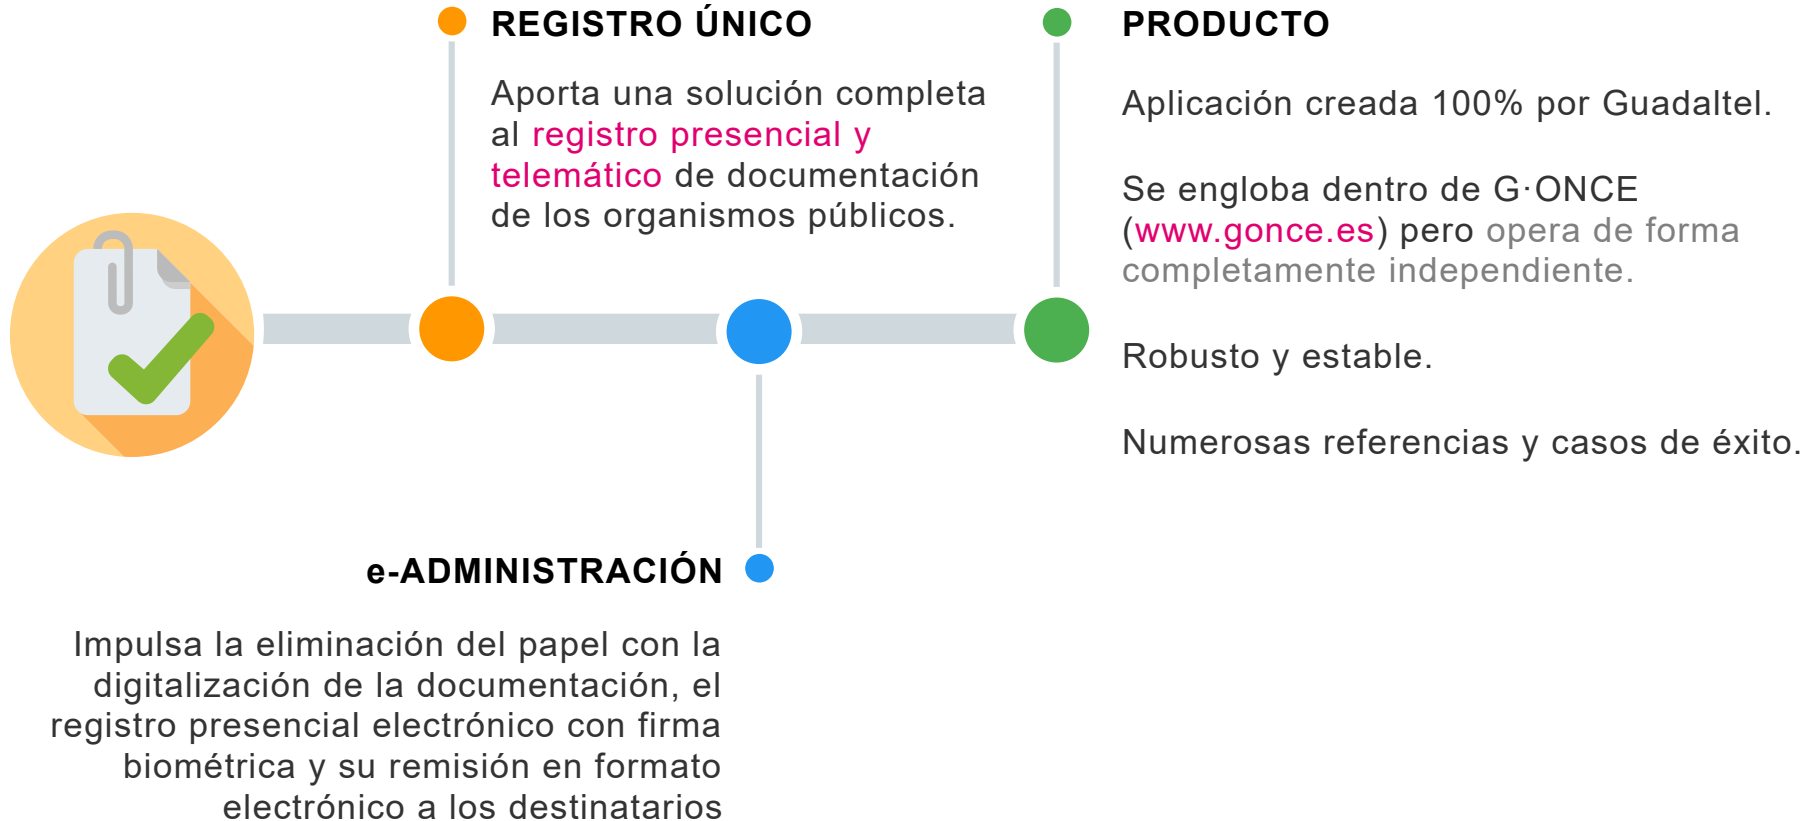 REGISTRO ÚNICO
Aporta una solución completa
al registro presencial y
telemático de documentación
de los organismos públicos.
PRODUCTO
Aplicación creada 100% por Guadaltel.
Se engloba dentro de G·ONCE
(www.gonce.es) pero opera de forma
completamente independiente.
Robusto y estable.
Numerosas referencias y casos de éxito.
e-ADMINISTRACIÓN
Impulsa la eliminación del papel con la
digitalización de la documentación, el
registro presencial electrónico con firma
biométrica y su remisión en formato
electrónico a los destinatarios